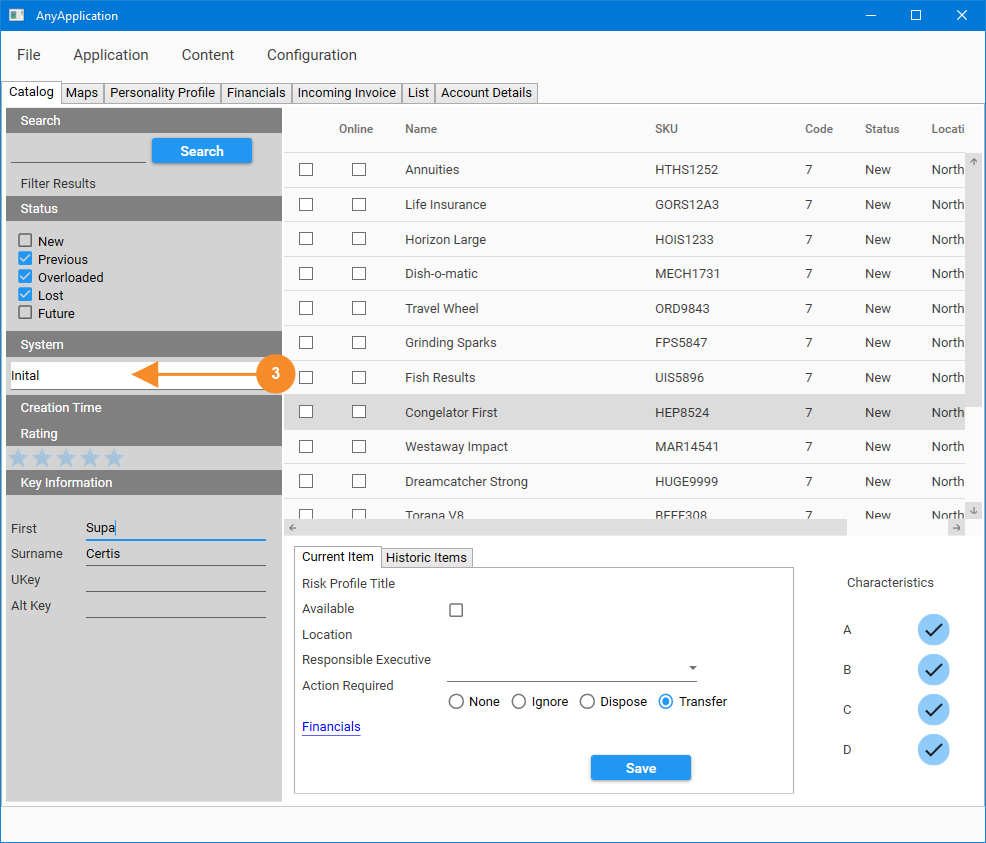 AnyApplication
File Application Content Configuration
Catalog Maps Personality Profile Financials Incoming Invoice List Account Details
Search
Search
Filter Results
Status
New
Previous
Overloaded
Lost
Future
System
Inital
3
Creation Time
Rating
Key Information
First Supa
Surname Certis
UKey
Alt Key
Online Name SKU Code Status Locati
Annuities HTHS1252 7 New North
Life Insurance GORS12A3 7 New North
Horizon Large HOIS1233 7 New North
Dish-o-matic MECH1731 7 New North
Travel Wheel ORD9843 7 New North
Grinding Sparks FPS5847 7 New North
Fish Results UIS5896 7 New North
Congelator First HEP8524 7 New North
Westaway Impact MAR14541 7 New North
Dreamcatcher Strong HUGE9999 7 New North
Torana V8 BFFF308 7 New North
Current Item Historic Items
Risk Profile Title
Available
Location
Responsible Executive
Action Required
None Ignore Dispose Transfer
Financials
Save
Characteristics
A
B
C
D